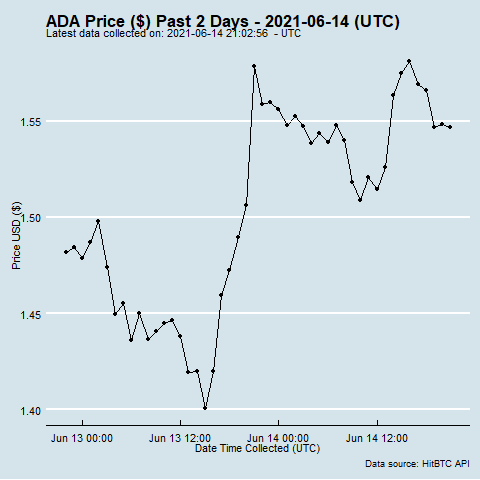 ADA Price ($) Past 2 Days - 2021-06-14 (UTC)
Latest data collected on: 2021-06-14 21:02:56 - UTC
1.55
1.50
1.45
1.40
Price USD ($)
Jun 13 00:00 Jun 13 12:00 Jun 14 00:00 Jun 14 12:00
Date Time Collected (UTC)
Data source: HitBTC API